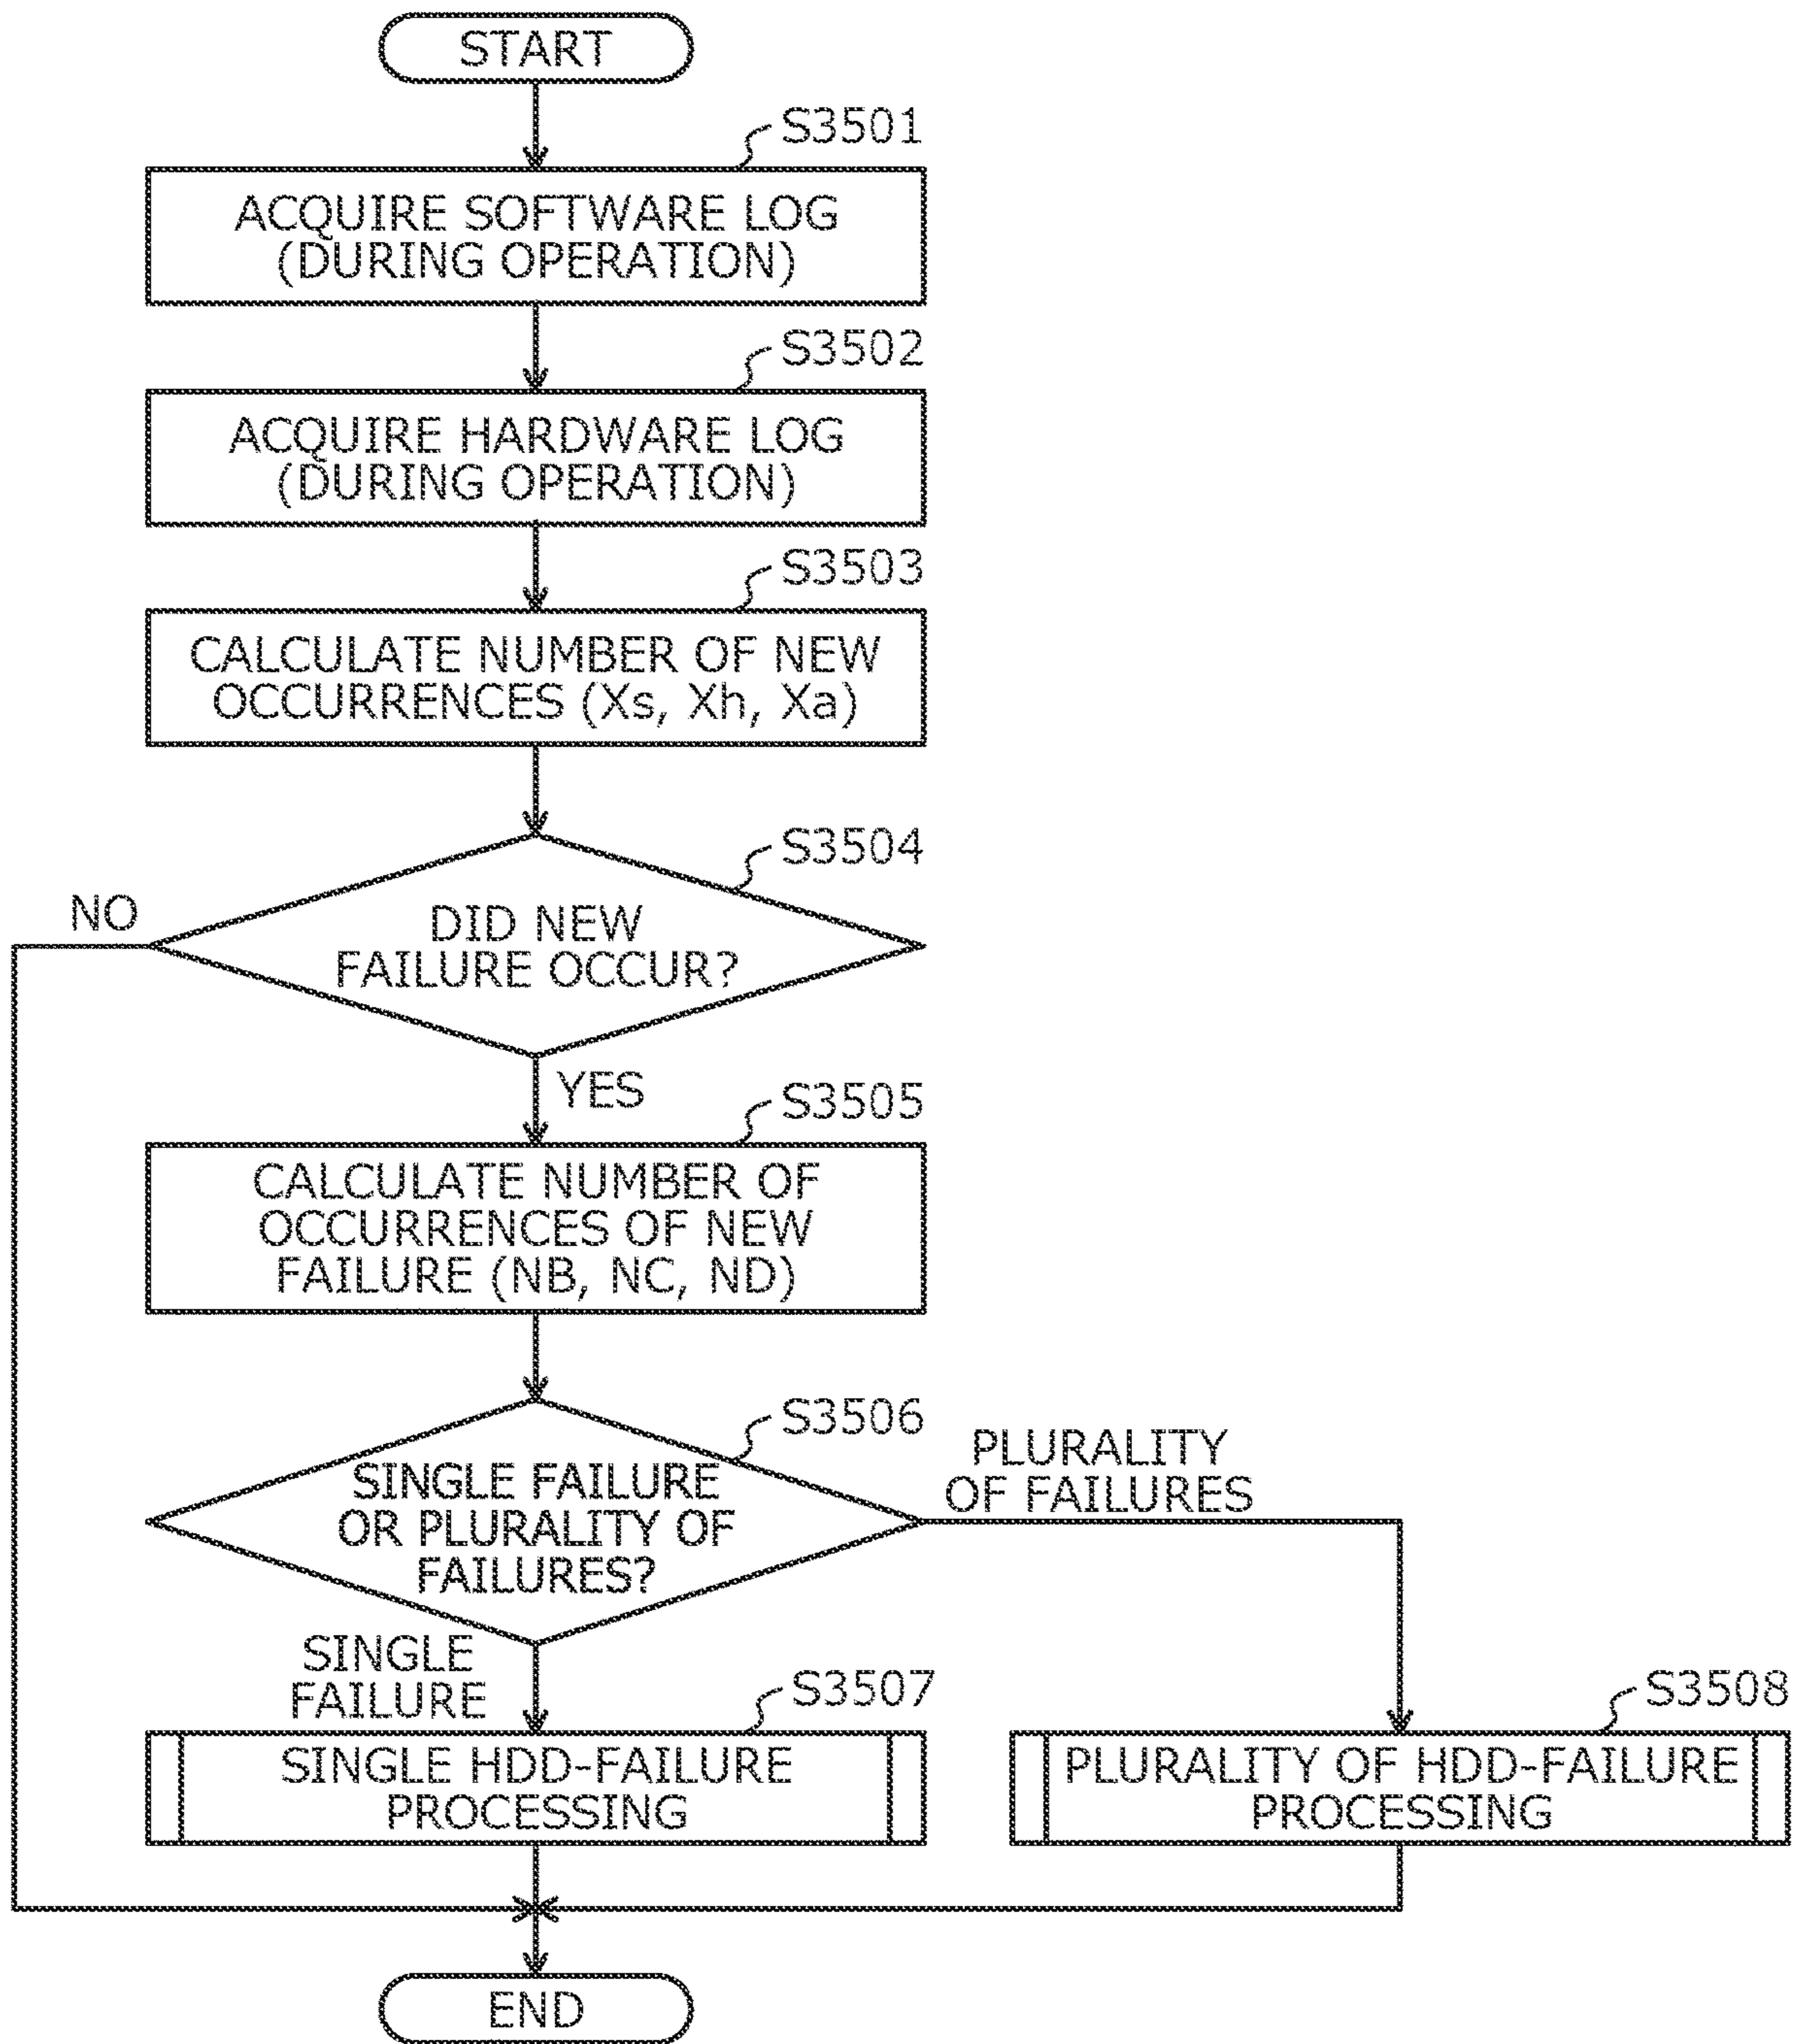 START
S3501
ACQUIRE SOFTWARE LOG
(DURING OPERATION)
S3502
ACQUIRE HARDWARE LOG
(DURING OPERATION)
S3503
CALCULATE NUMBER OF NEW
OCCURRENCES (Xs, Xh, Xa)
S3504
NO
DID NEW
FAILURE OCCUR?
YES
S3505
CALCULATE NUMBER OF
OCCURRENCES OF NEW
FAILURE (NB, NC, ND)
S3506
SINGLE FAILURE
OR PLURALITY OF
FAILURES?
PLURALITY
OF FAILURES
SINGLE
FAILURE
S3507
SINGLE HDD-FAILURE
PROCESSING
S3508
PLURALITY OF HDD-FAILURE
PROCESSING
END